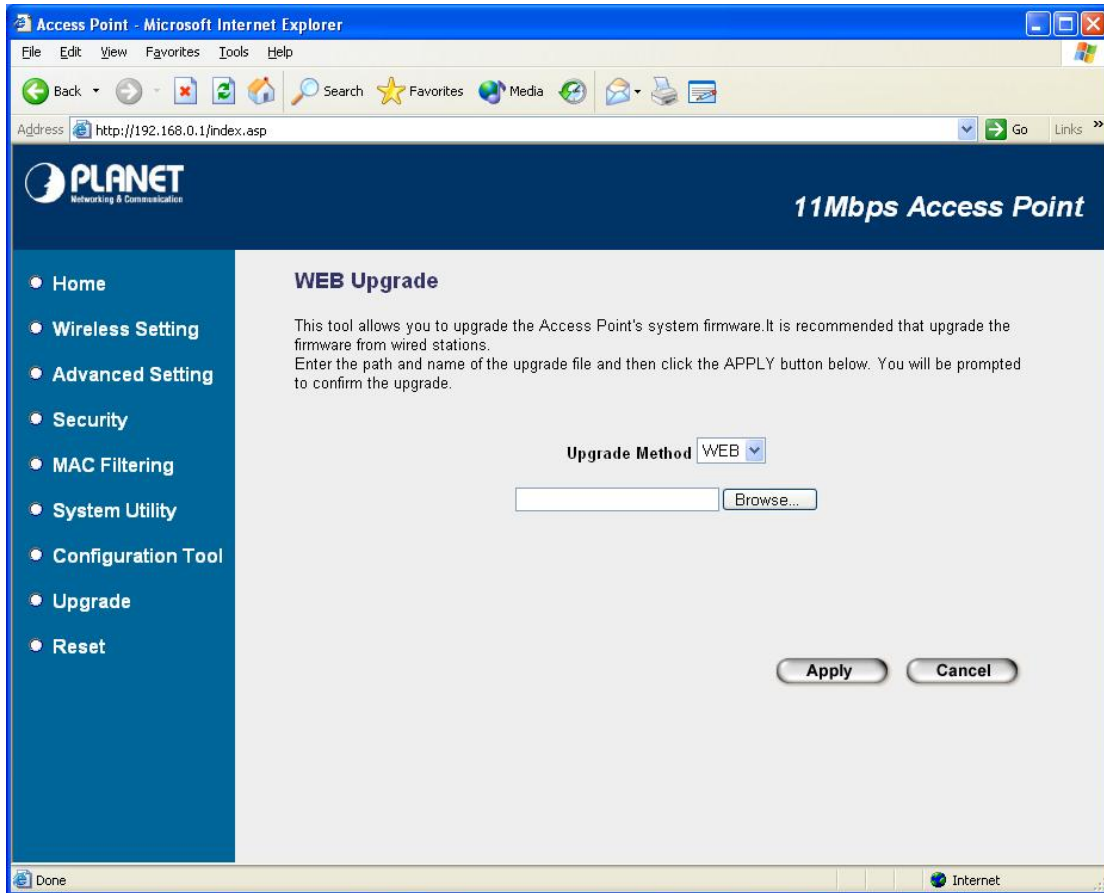 Access Point - Microsoft Internet Explorer
File Edit View Favorites Tools Help
Back Search Favorites Media
Address http://192.168.0.1/index.asp Go Links »
PLANET
Networking & Communication
11Mbps Access Point
Home
Wireless Setting
Advanced Setting
Security
MAC Filtering
System Utility
Configuration Tool
Upgrade
Reset
WEB Upgrade
This tool allows you to upgrade the Access Point's system firmware.It is recommended that upgrade the
firmware from wired stations.
Enter the path and name of the upgrade file and then click the APPLY button below. You will be prompted
to confirm the upgrade.
Upgrade Method WEB
Browse...
Apply Cancel
Done Internet